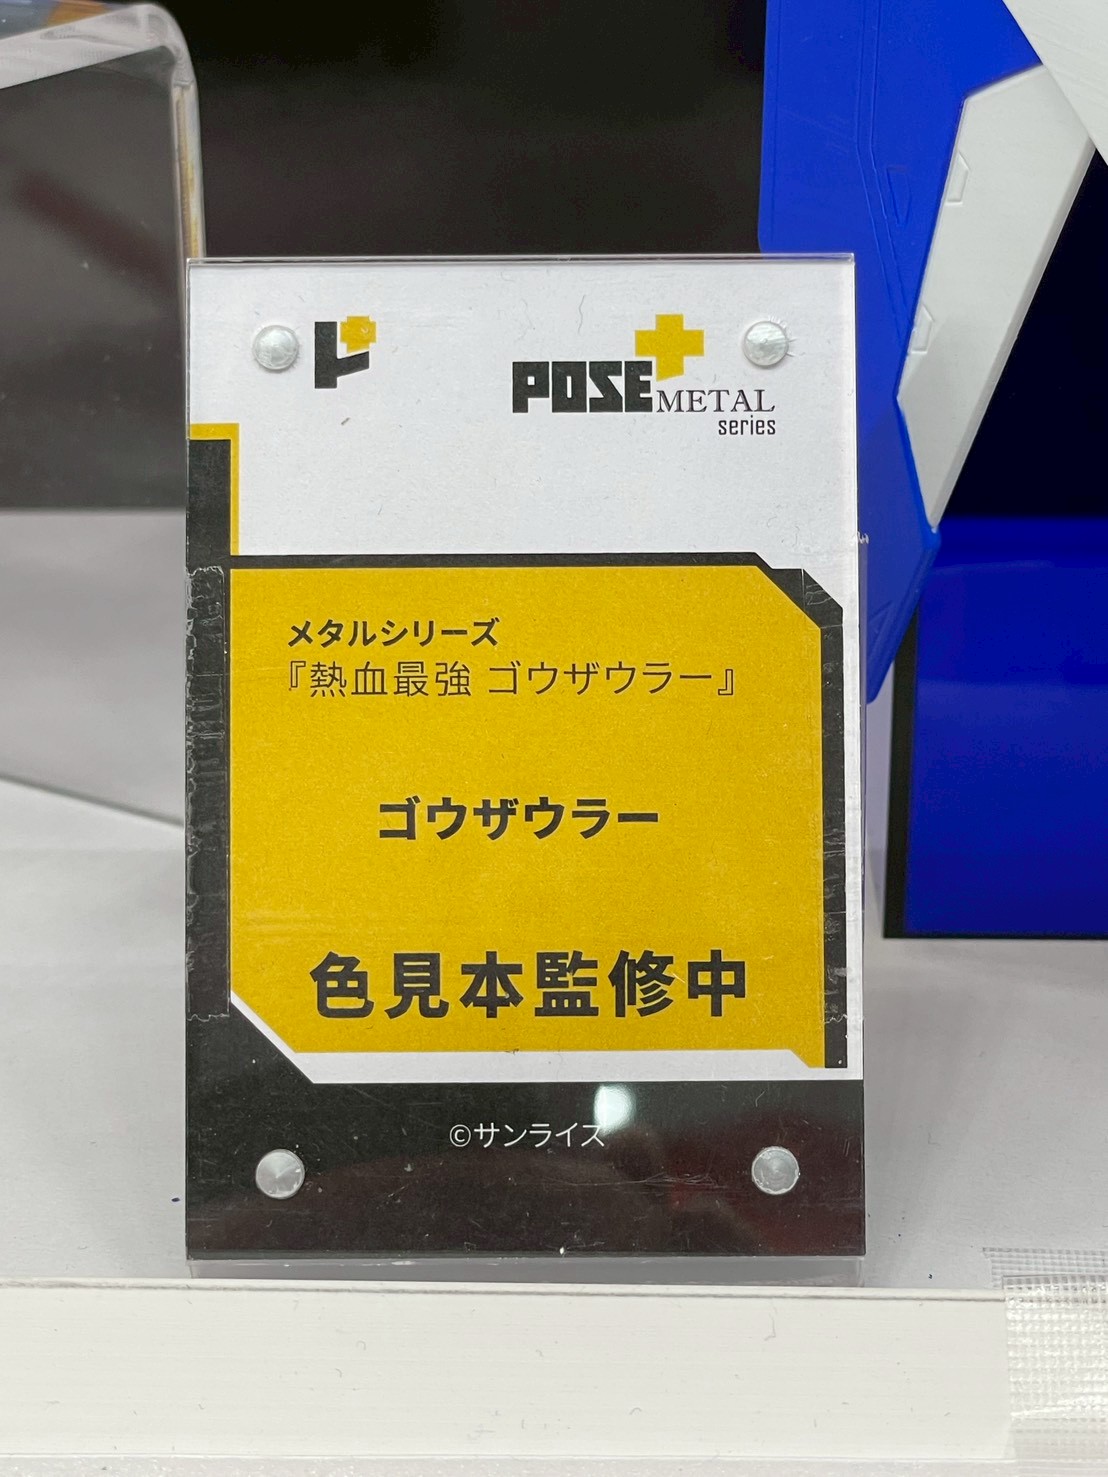 POSE+
METAL
series
メタルシリーズ
『熱血最強 ゴウザウラー』
ゴウザウラー
色見本監修中
©サンライズ